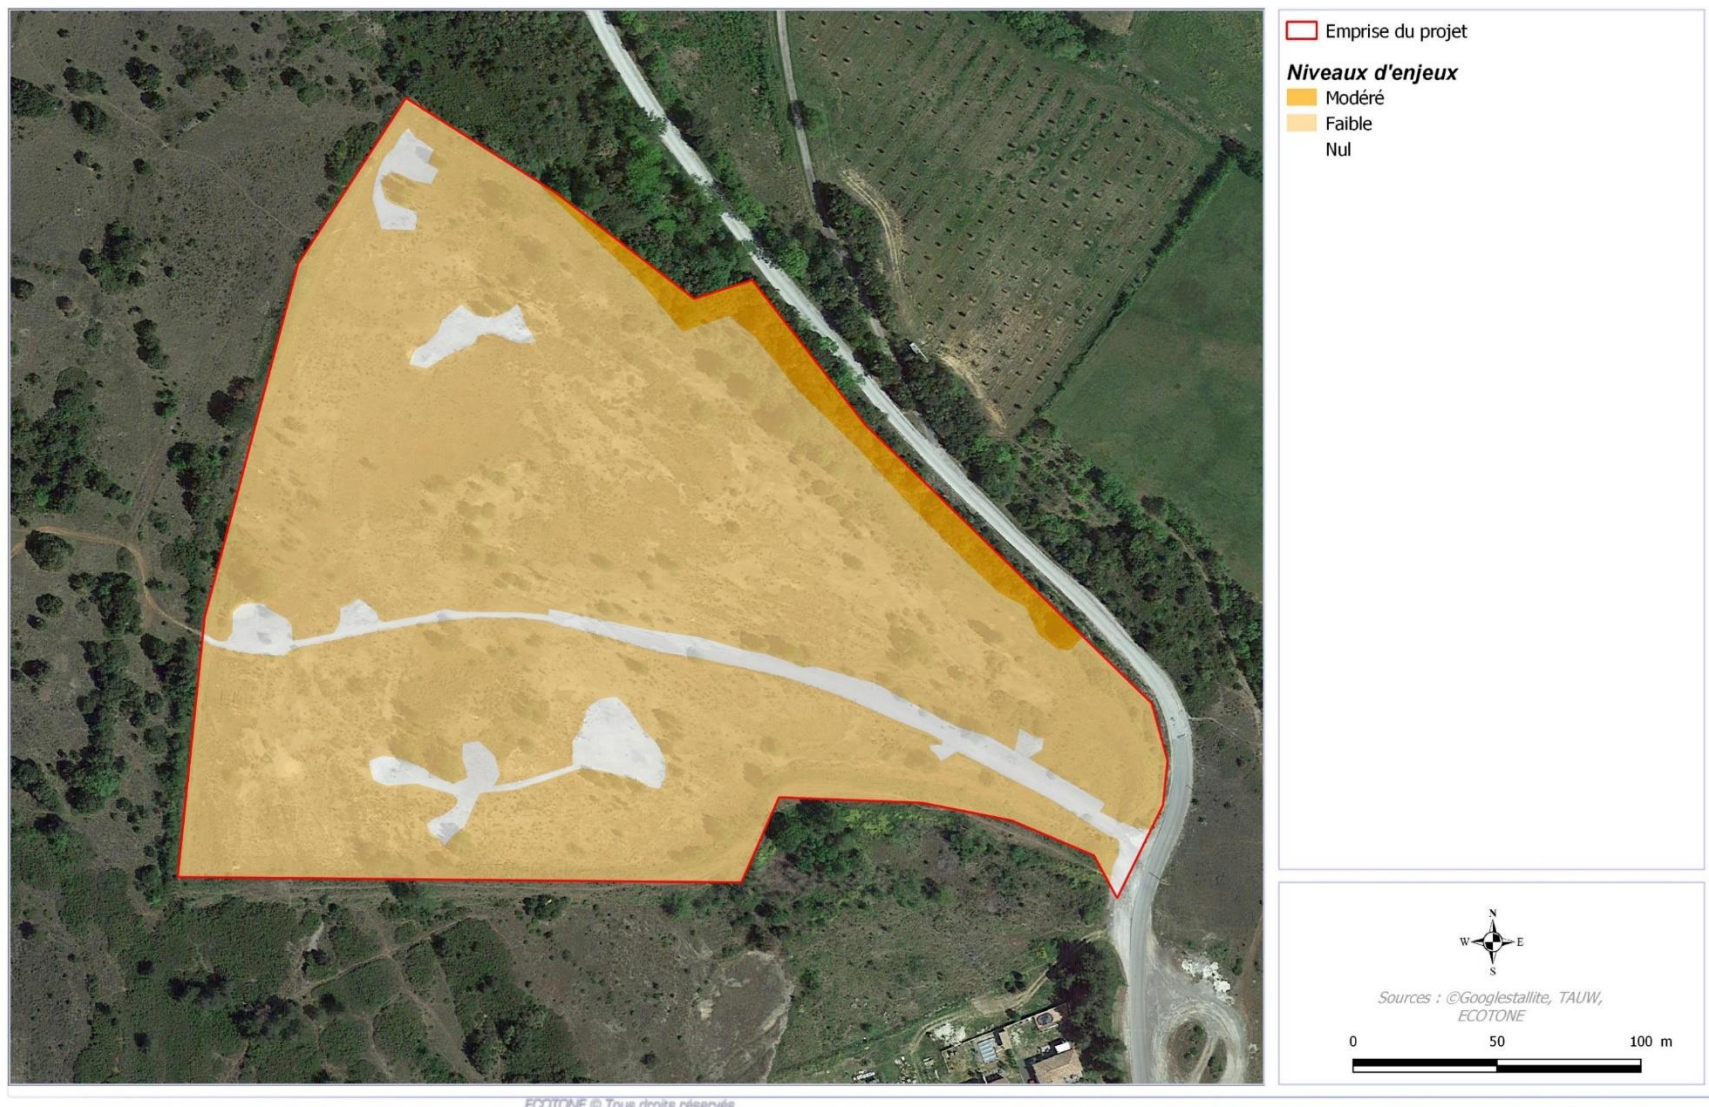 Emprise du projet
Niveaux d'enjeux
Modéré
Faible
Nul
N
W E
S
Sources : ©Googlestallite, TAUW,
ECOTONE
0 50 100 m
ECOTONE © Tous droits réservés